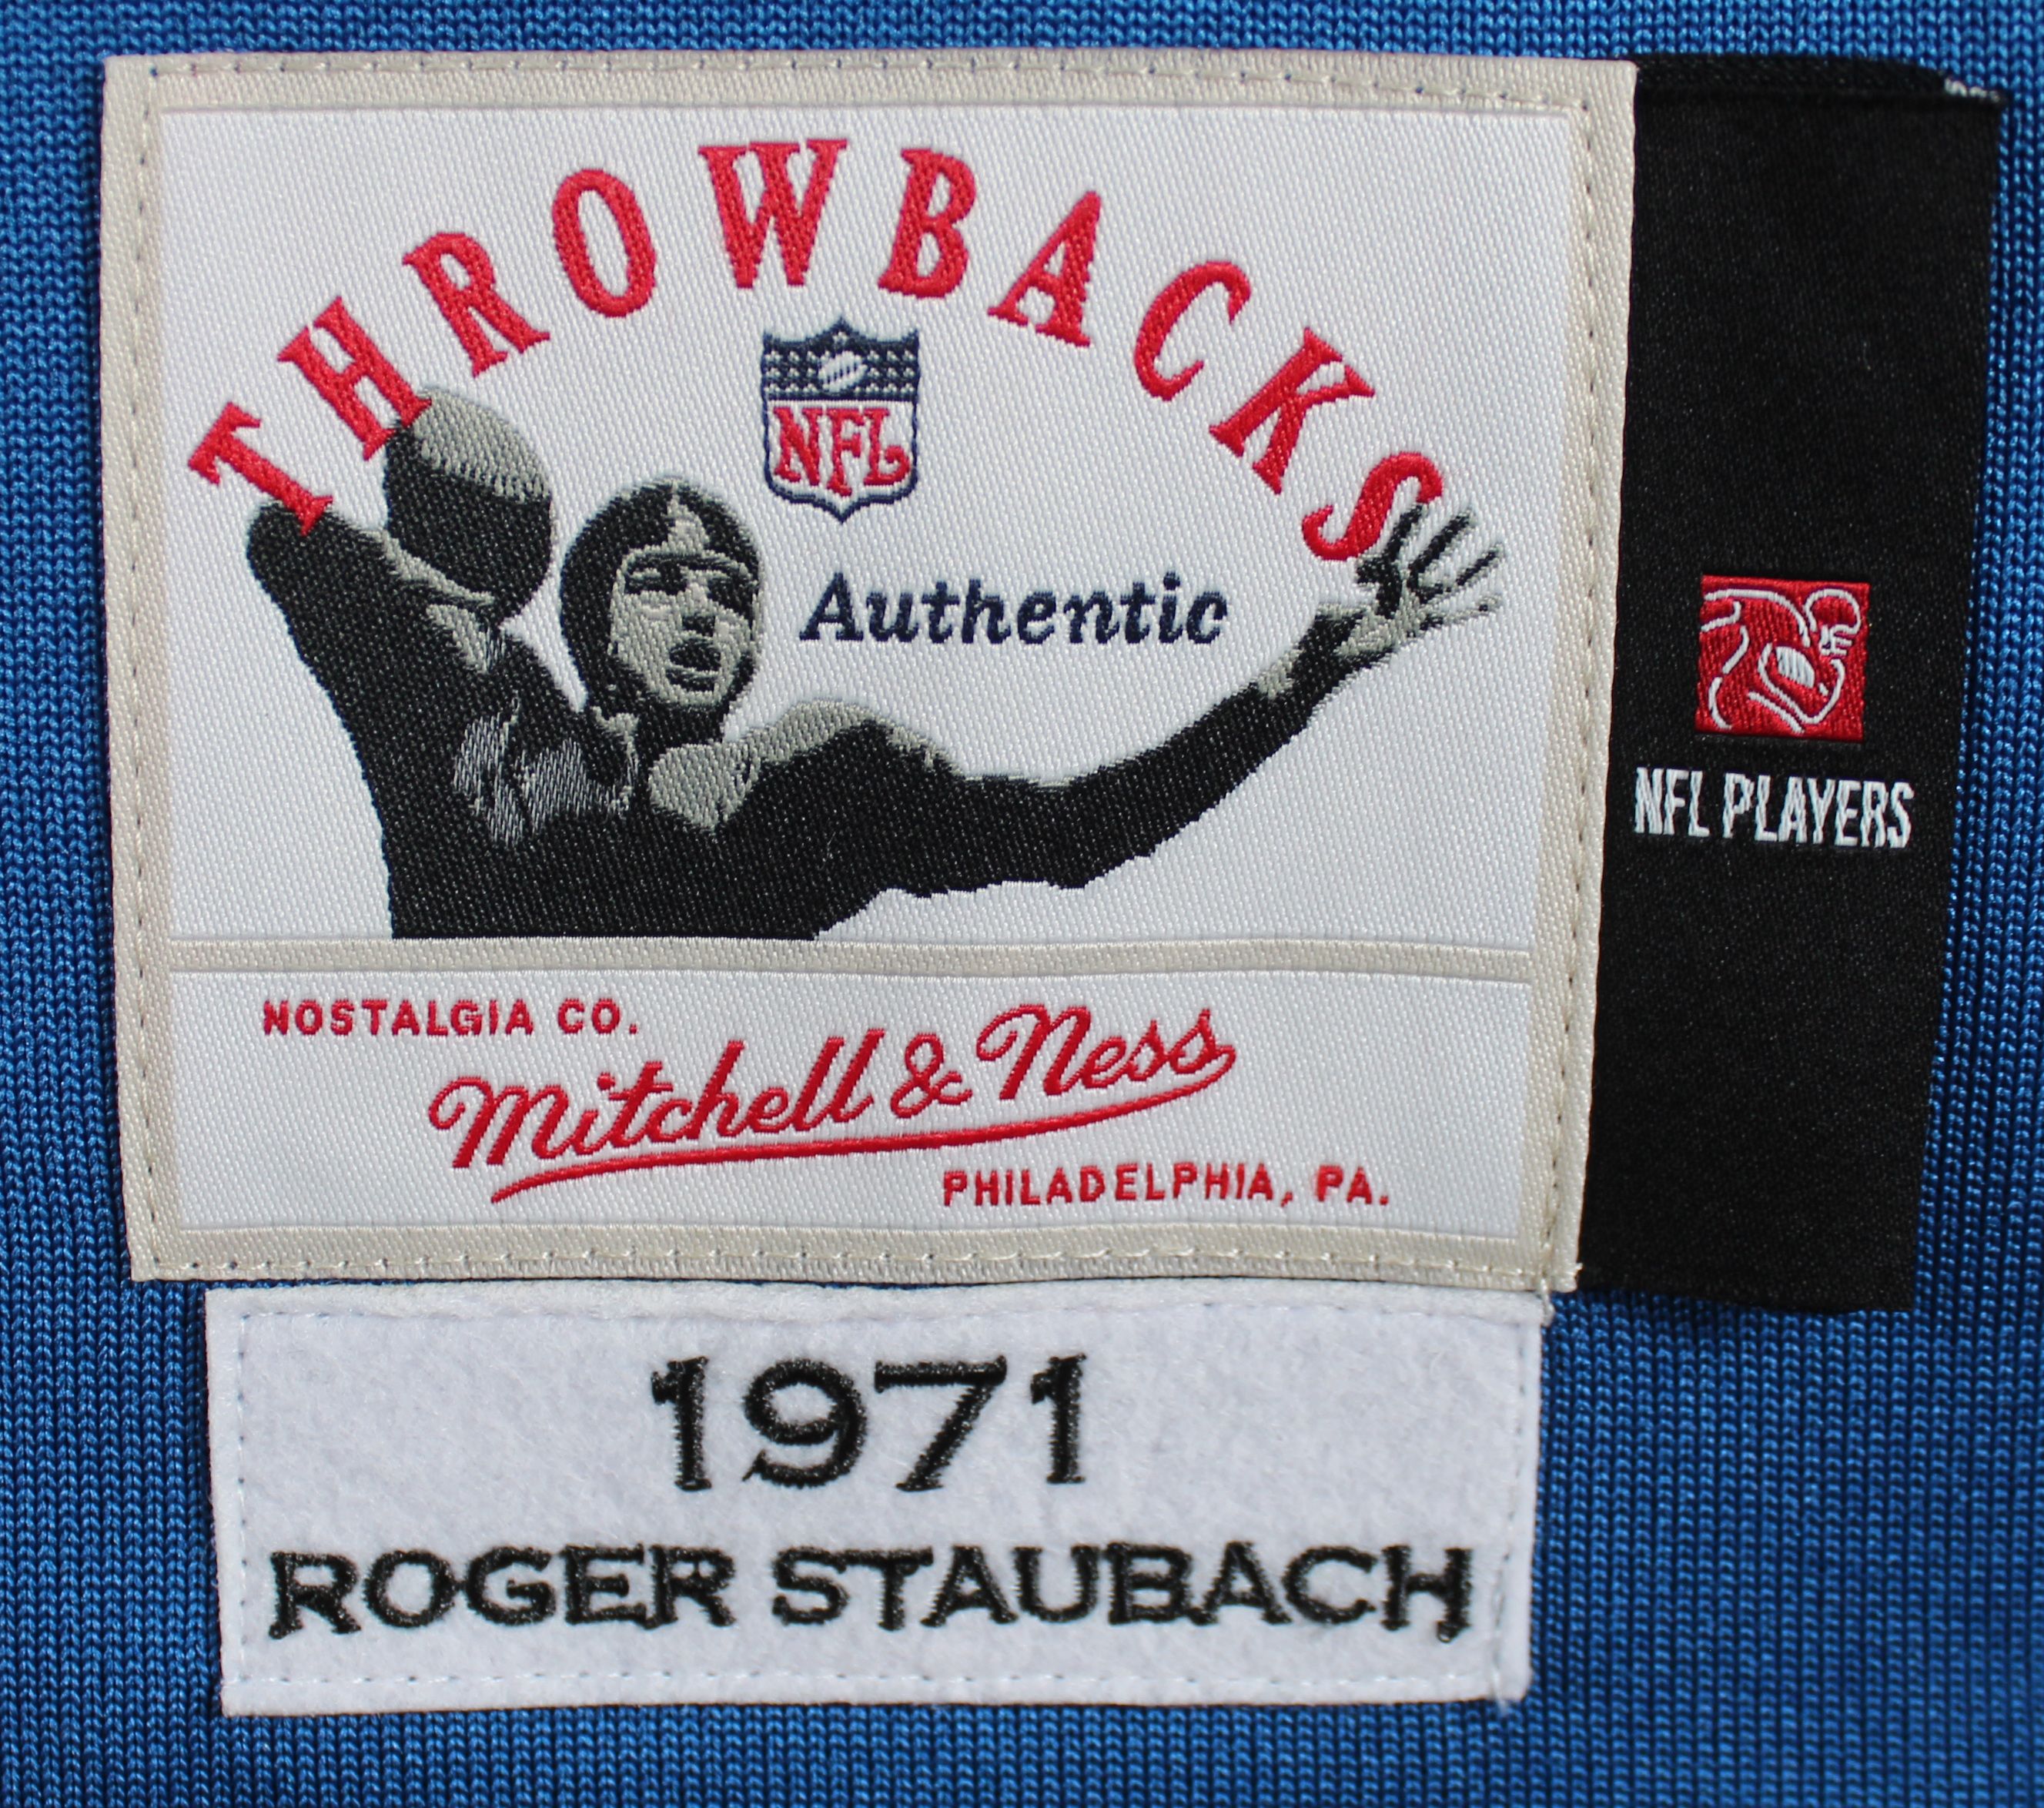 THROWBACKS
NFL
Authentic
NFL PLAYERS
NOSTALGIA CO.
Mitchell & Ness
PHILADELPHIA, PA.
1971
ROGER STAUBACH